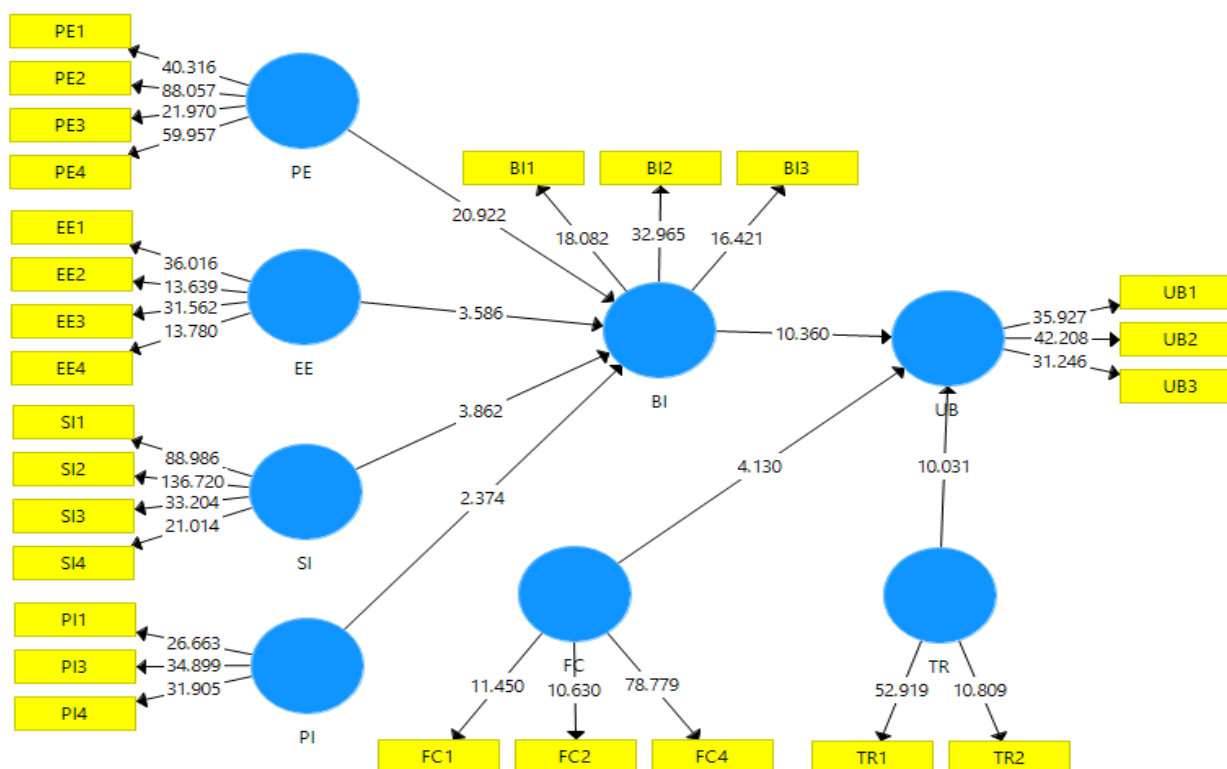 PE1
PE2
PE3
PE4
40.316
88.057
21.970
59.957
PE
EE1
EE2
EE3
EE4
36.016
13.639
31.562
13.780
EE
SI1
SI2
SI3
SI4
88.986
136.720
33.204
21.014
SI
PI1
PI3
PI4
26.663
34.899
31.905
PI
20.922
3.586
3.862
2.374
BI1
BI2
BI3
18.082
32.965
16.421
BI
10.360
4.130
10.031
UB
35.927
42.208
31.246
UB1
UB2
UB3
FC
11.450
10.630
78.779
FC1
FC2
FC4
TR
52.919
10.809
TR1
TR2